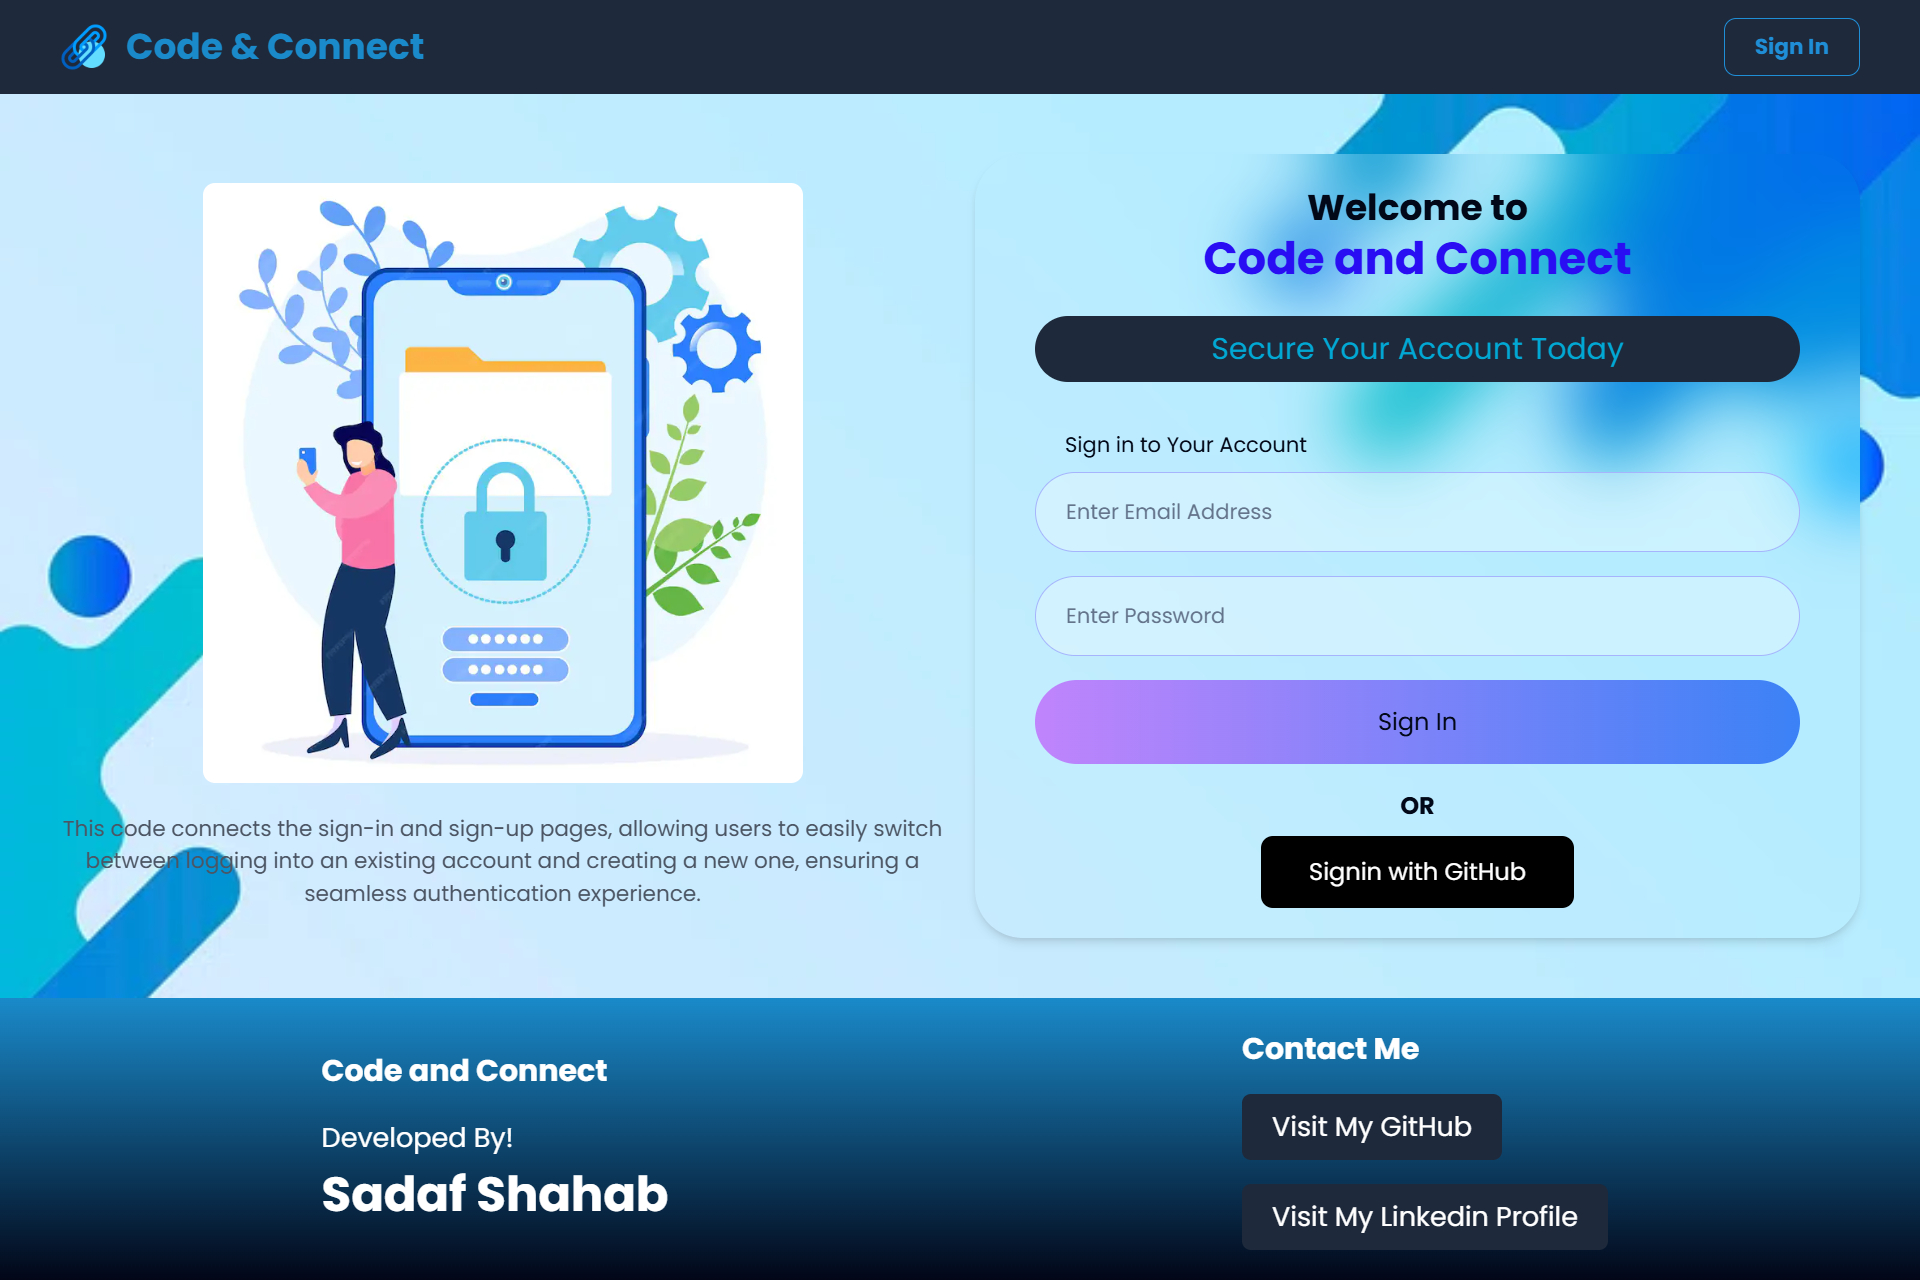 Code & Connect
Sign In
This code connects the sign-in and sign-up pages, allowing users to easily switch
between logging into an existing account and creating a new one, ensuring a
seamless authentication experience.
Welcome to
Code and Connect
Secure Your Account Today
Sign in to Your Account
Enter Email Address
Enter Password
Sign In
OR
Signin with GitHub
Code and Connect
Developed By!
Sadaf Shahab
Contact Me
Visit My GitHub
Visit My Linkedin Profile